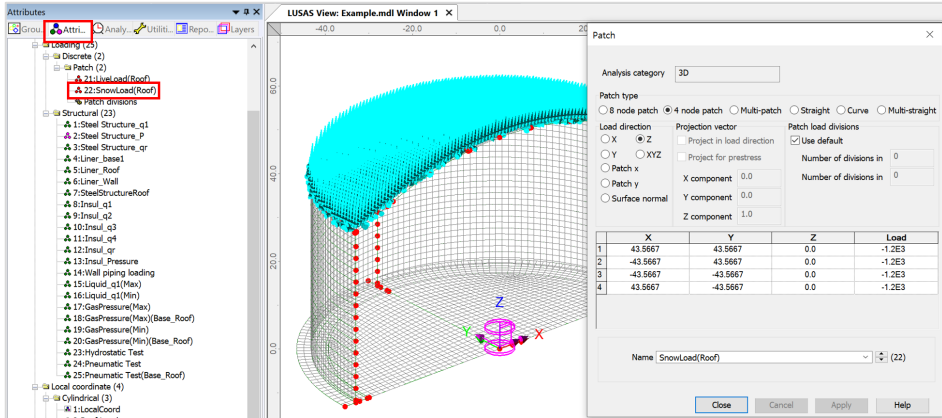 Attributes
Grou... Attri... Analy... Utiliti... Repo... Layers
Loading (25)
Discrete (2)
Patch (2)
21:LiveLoad(Roof)
22:SnowLoad(Roof)
Patch divisions
Structural (23)
1:Steel Structure_q1
2:Steel Structure_P
3:Steel Structure_qr
4:Liner_base1
5:Liner_Roof
6:Liner_Wall
7:SteelStructureRoof
8:Insul_q1
9:Insul_q2
10:Insul_q3
11:Insul_q4
12:Insul_qr
13:Insul_Pressure
14:Wall piping loading
15:Liquid_q1(Max)
16:Liquid_q1(Min)
17:GasPressure(Max)
18:GasPressure(Max)(Base_Roof)
19:GasPressure(Min)
20:GasPressure(Min)(Base_Roof)
23:Hydrostatic Test
24:Pneumatic Test
25:Pneumatic Test(Base_Roof)
Local coordinate (4)
Cylindrical (3)
1:LocalCoord
LUSAS View: Example.mdl Window 1 X
-40.0 -20.0 0.0 20
60.0
40.0
20.0
0.0
Z
Y
X
Patch
Analysis category 3D
Patch type
8 node patch 4 node patch Multi-patch Straight Curve Multi-straight
Load direction
X Z
Y XYZ
Patch x
Patch y
Surface normal
Projection vector
Project in load direction
Project for prestress
X component 0.0
Y component 0.0
Z component 1.0
Patch load divisions
Use default
Number of divisions in 0
Number of divisions in 0
X Y Z Load
1 43.5667 43.5667 0.0 -1.2E3
2 -43.5667 43.5667 0.0 -1.2E3
3 -43.5667 -43.5667 0.0 -1.2E3
4 43.5667 -43.5667 0.0 -1.2E3
Name SnowLoad(Roof) (22)
Close Cancel Apply Help